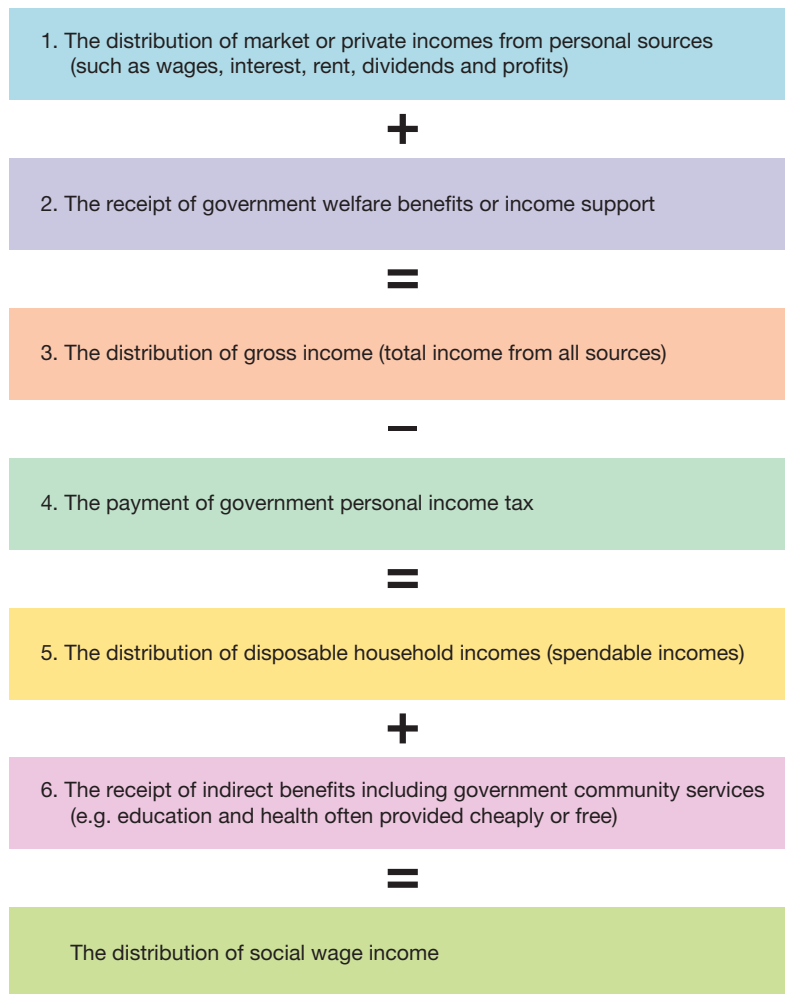 1. The distribution of market or private incomes from personal sources
(such as wages, interest, rent, dividends and profits)
+
2. The receipt of government welfare benefits or income support
=
3. The distribution of gross income (total income from all sources)
−
4. The payment of government personal income tax
=
5. The distribution of disposable household incomes (spendable incomes)
+
6. The receipt of indirect benefits including government community services
(e.g. education and health often provided cheaply or free)
=
The distribution of social wage income